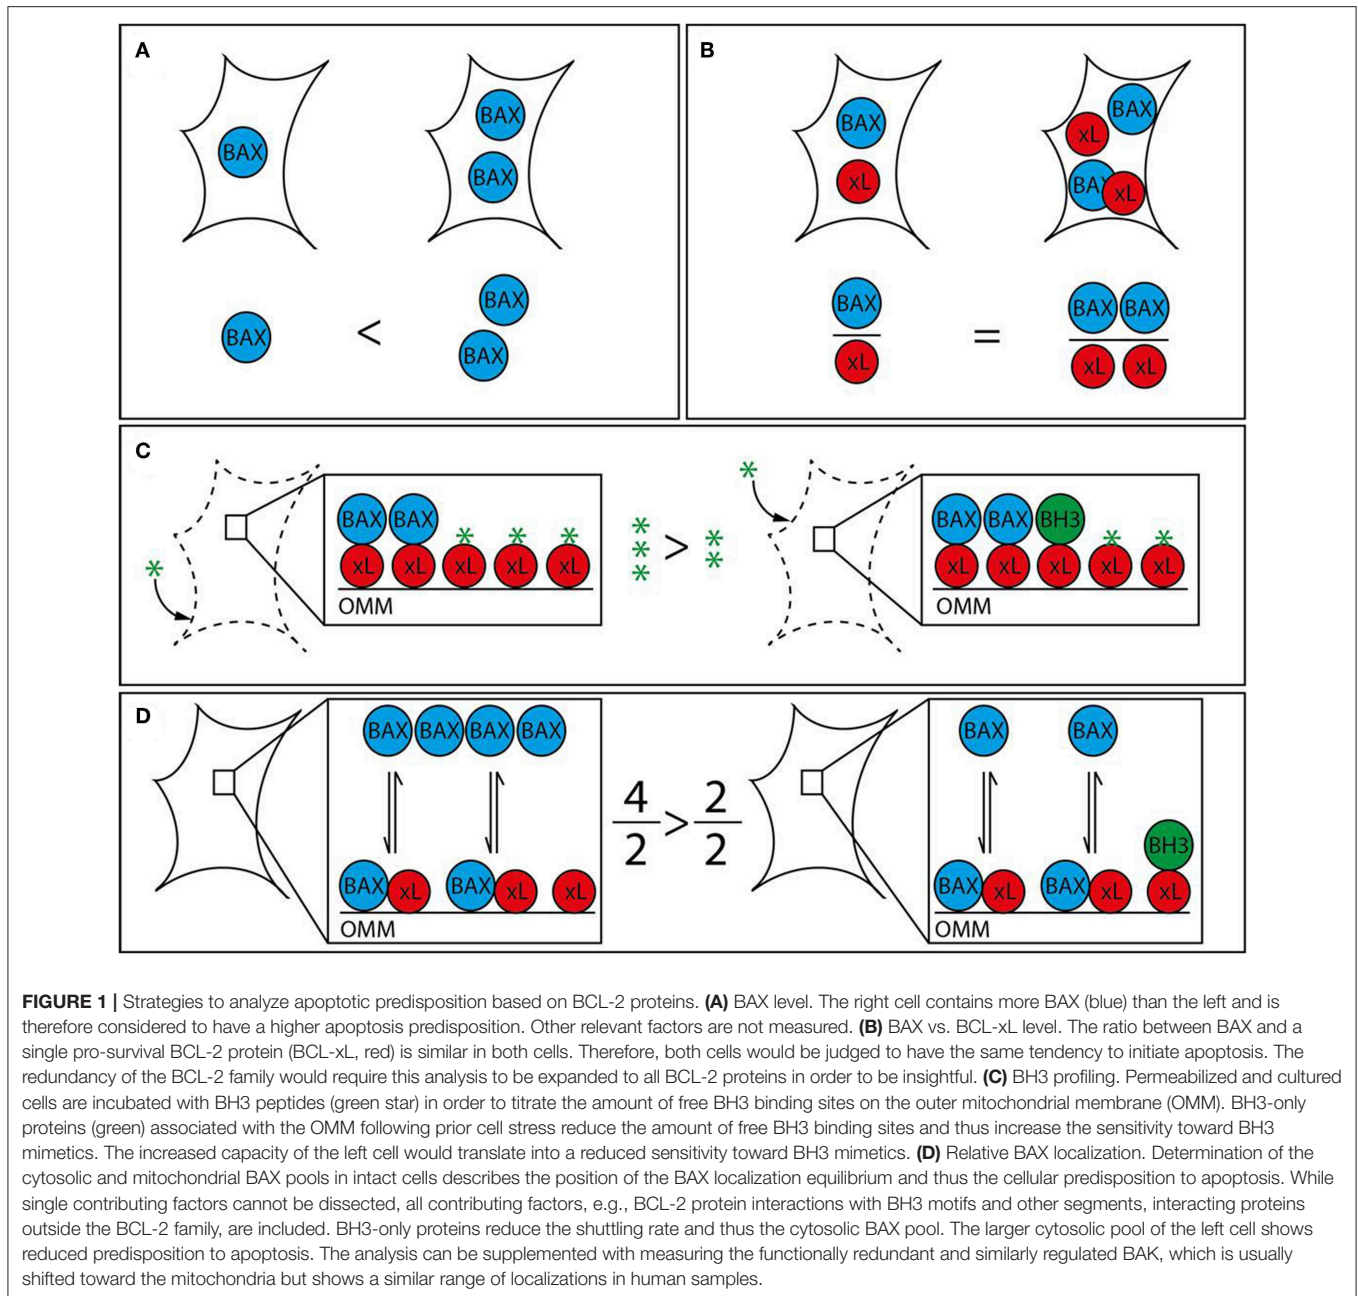 A
BAX
BAX
BAX
BAX
<
BAX
BAX
B
BAX
xL
BAX
xL
BAX
xL
BAX
xL
=
BAX BAX
xL xL
C
*
BAX BAX
* * *
xL xL xL xL xL
OMM
* * * > * *
*
BAX BAX BH3
* *
xL xL xL xL xL
OMM
D
BAX BAX BAX BAX
BAX xL BAX xL xL
OMM
4/2 > 2/2
BAX BAX
BH3
BAX xL BAX xL xL
OMM
FIGURE 1 | Strategies to analyze apoptotic predisposition based on BCL-2 proteins. (A) BAX level. The right cell contains more BAX (blue) than the left and is
therefore considered to have a higher apoptosis predisposition. Other relevant factors are not measured. (B) BAX vs. BCL-xL level. The ratio between BAX and a
single pro-survival BCL-2 protein (BCL-xL, red) is similar in both cells. Therefore, both cells would be judged to have the same tendency to initiate apoptosis. The
redundancy of the BCL-2 family would require this analysis to be expanded to all BCL-2 proteins in order to be insightful. (C) BH3 profiling. Permeabilized and cultured
cells are incubated with BH3 peptides (green star) in order to titrate the amount of free BH3 binding sites on the outer mitochondrial membrane (OMM). BH3-only
proteins (green) associated with the OMM following prior cell stress reduce the amount of free BH3 binding sites and thus increase the sensitivity toward BH3
mimetics. The increased capacity of the left cell would translate into a reduced sensitivity toward BH3 mimetics. (D) Relative BAX localization. Determination of the
cytosolic and mitochondrial BAX pools in intact cells describes the position of the BAX localization equilibrium and thus the cellular predisposition to apoptosis. While
single contributing factors cannot be dissected, all contributing factors, e.g., BCL-2 protein interactions with BH3 motifs and other segments, interacting proteins
outside the BCL-2 family, are included. BH3-only proteins reduce the shuttling rate and thus the cytosolic BAX pool. The larger cytosolic pool of the left cell shows
reduced predisposition to apoptosis. The analysis can be supplemented with measuring the functionally redundant and similarly regulated BAK, which is usually
shifted toward the mitochondria but shows a similar range of localizations in human samples.